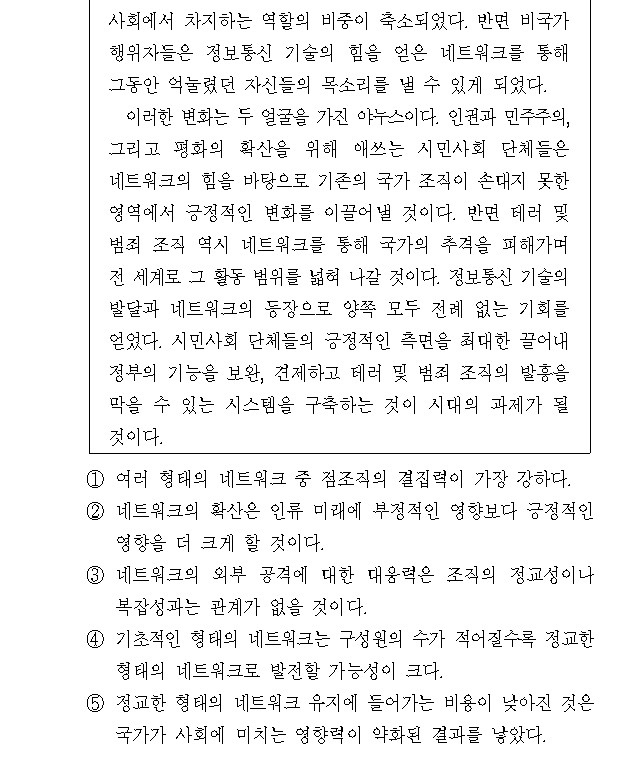 사회에서 차지하는 역할의 비중이 축소되었다. 반면 비국가
행위자들은 정보통신 기술의 힘을 얻은 네트워크를 통해
그동안 억눌렸던 자신들의 목소리를 낼 수 있게 되었다.
이러한 변화는 두 얼굴을 가진 야누스이다. 인권과 민주주의,
그리고 평화의 확산을 위해 애쓰는 시민사회 단체들은
네트워크의 힘을 바탕으로 기존의 국가 조직이 손대지 못한
영역에서 긍정적인 변화를 이끌어낼 것이다. 반면 테러 및
범죄 조직 역시 네트워크를 통해 국가의 추격을 피해가며
전 세계로 그 활동 범위를 넓혀 나갈 것이다. 정보통신 기술의
발달과 네트워크의 등장으로 양쪽 모두 전례 없는 기회를
얻었다. 시민사회 단체들의 긍정적인 측면을 최대한 끌어내
정부의 기능을 보완, 견제하고 테러 및 범죄 조직의 발흥을
막을 수 있는 시스템을 구축하는 것이 시대의 과제가 될
것이다.
① 여러 형태의 네트워크 중 점조직의 결집력이 가장 강하다.
② 네트워크의 확산은 인류 미래에 부정적인 영향보다 긍정적인
영향을 더 크게 할 것이다.
③ 네트워크의 외부 공격에 대한 대응력은 조직의 정교성이나
복잡성과는 관계가 없을 것이다.
④ 기초적인 형태의 네트워크는 구성원의 수가 적어질수록 정교한
형태의 네트워크로 발전할 가능성이 크다.
⑤ 정교한 형태의 네트워크 유지에 들어가는 비용이 낮아진 것은
국가가 사회에 미치는 영향력이 약화된 결과를 낳았다.